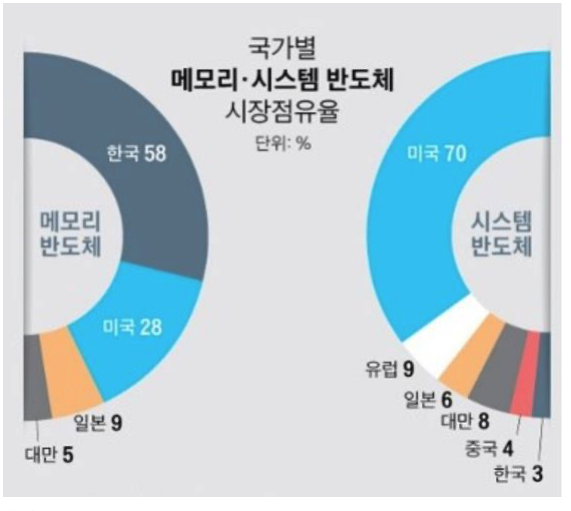 국가별
메모리·시스템 반도체
시장점유율
단위: %
한국 58
메모리
반도체
미국 28
일본 9
대만 5
미국 70
시스템
반도체
유럽 9
일본 6
대만 8
중국 4
한국 3